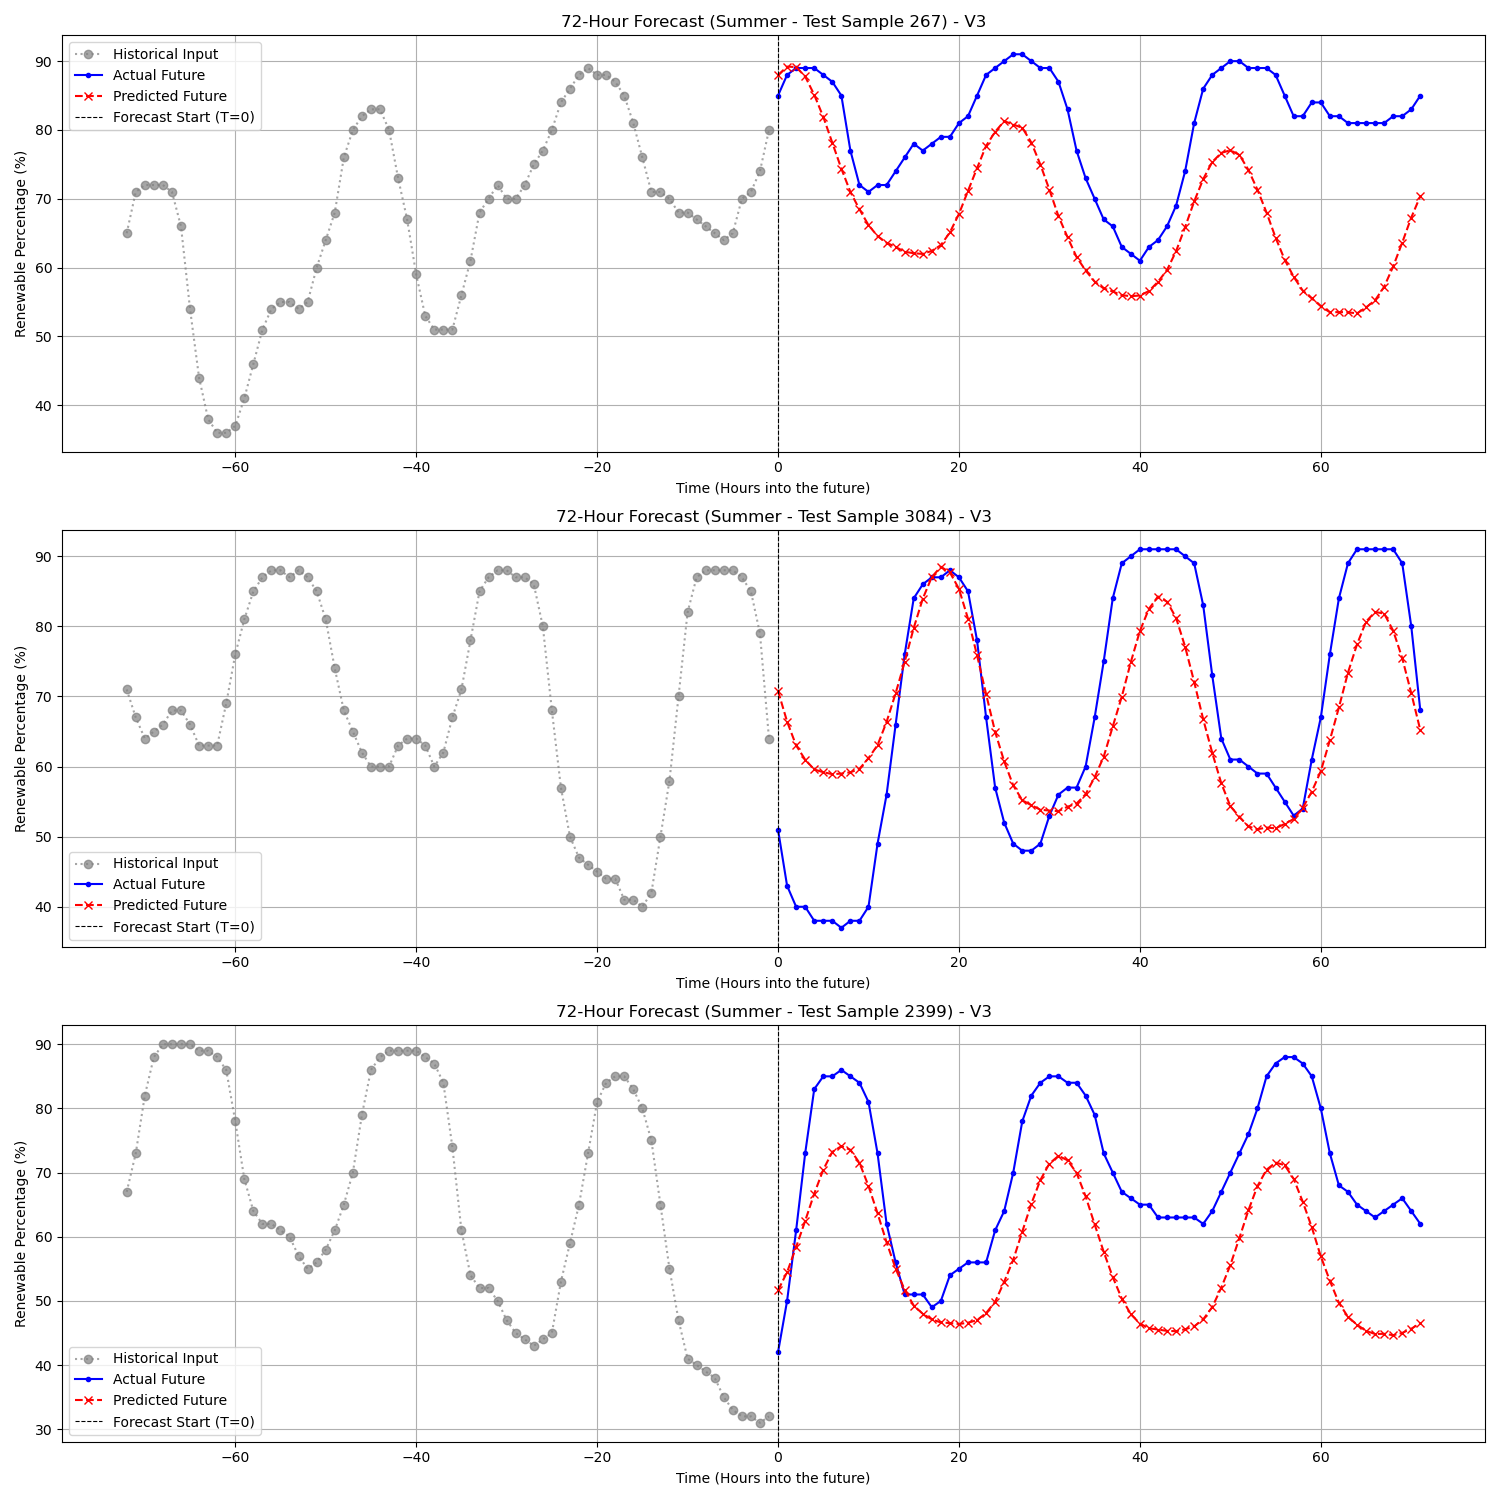 72-Hour Forecast (Summer - Test Sample 267) - V3
Renewable Percentage (%)
90
80
70
60
50
40
Historical Input
Actual Future
Predicted Future
Forecast Start (T=0)
−60
−40
−20
0
20
40
60
Time (Hours into the future)
72-Hour Forecast (Summer - Test Sample 3084) - V3
Renewable Percentage (%)
90
80
70
60
50
40
Historical Input
Actual Future
Predicted Future
Forecast Start (T=0)
−60
−40
−20
0
20
40
60
Time (Hours into the future)
72-Hour Forecast (Summer - Test Sample 2399) - V3
Renewable Percentage (%)
90
80
70
60
50
40
30
Historical Input
Actual Future
Predicted Future
Forecast Start (T=0)
−60
−40
−20
0
20
40
60
Time (Hours into the future)